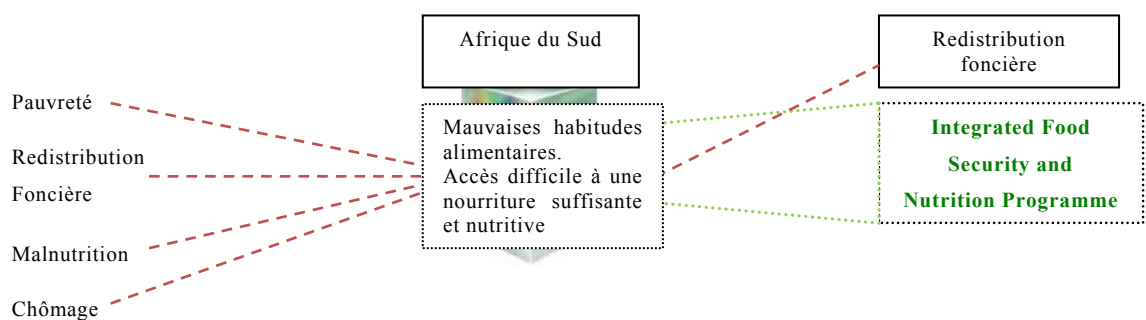 Afrique du Sud
Redistribution
foncière
Pauvreté
Redistribution
Foncière
Malnutrition
Chômage
Mauvaises habitudes
alimentaires.
Accès difficile à une
nourriture suffisante
et nutritive
Integrated Food
Security and
Nutrition Programme